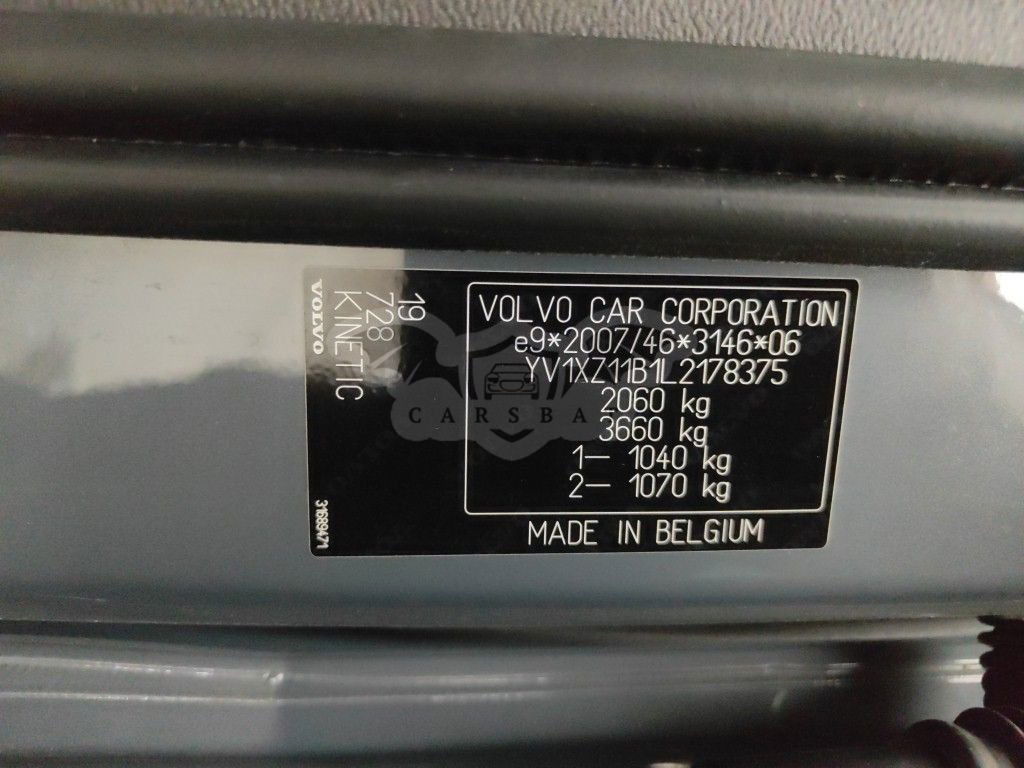 VOLVO CAR CORPORATION
e9*2007/46*3146*06
YV1XZ11B1L2178375
2060 kg
3660 kg
1— 1040 kg
2— 1070 kg
MADE IN BELGIUM
19
728
KINETIC
VOLVO
31689471
CARSBA